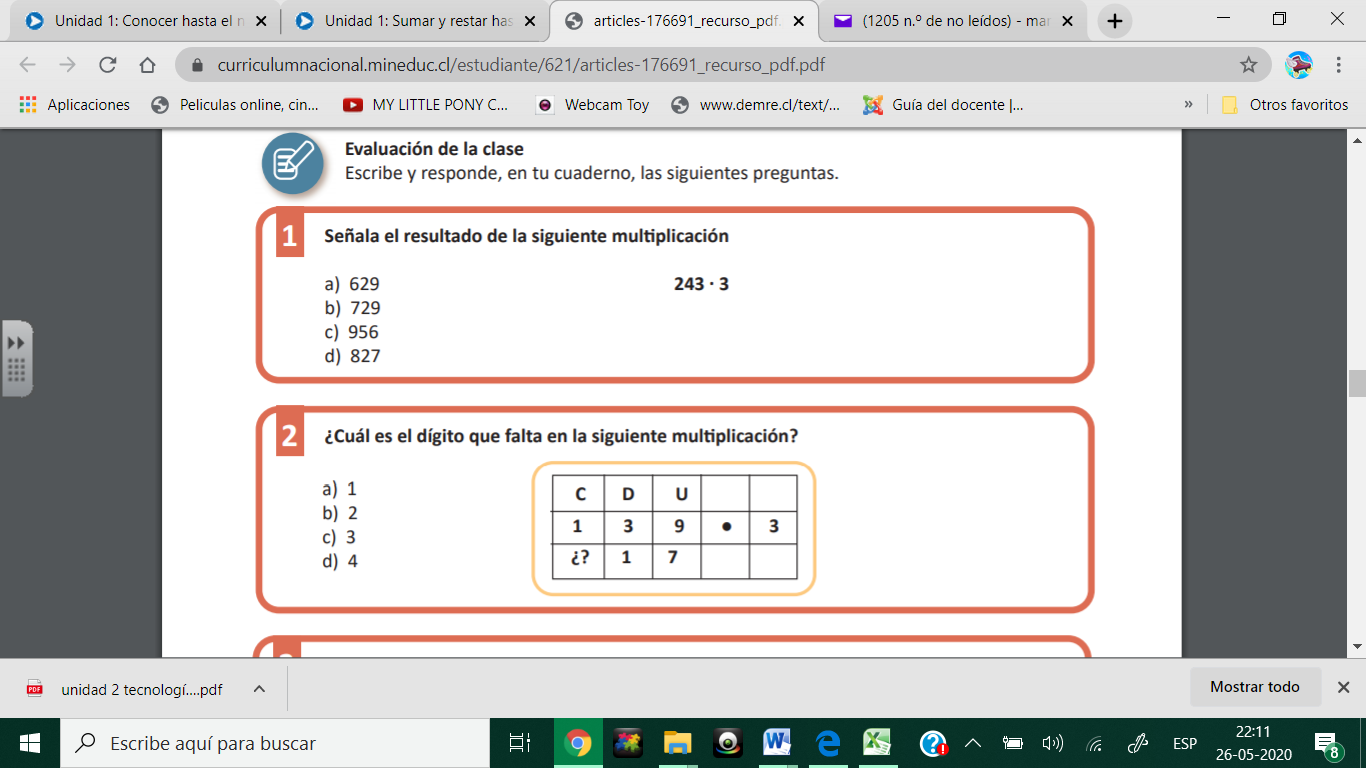 Unidad 1: Conocer hasta el n
Unidad 1: Sumar y restar has
articles-176691_recurso_pdf.
(1205 n.º de no leídos) - mar
curriculumnacional.mineduc.cl/estudiante/621/articles-176691_recurso_pdf.pdf
Aplicaciones
Peliculas online, cin...
MY LITTLE PONY C...
Webcam Toy
www.demre.cl/text/...
Guía del docente |...
»
Otros favoritos
Evaluación de la clase
Escribe y responde, en tu cuaderno, las siguientes preguntas.
1 Señala el resultado de la siguiente multiplicación
a) 629 243 · 3
b) 729
c) 956
d) 827
2 ¿Cuál es el dígito que falta en la siguiente multiplicación?
a) 1
b) 2
c) 3
d) 4
C D U
1 3 9 • 3
¿? 1 7
PDF unidad 2 tecnologí....pdf
Mostrar todo
Escribe aquí para buscar
ESP
22:11
26-05-2020
8